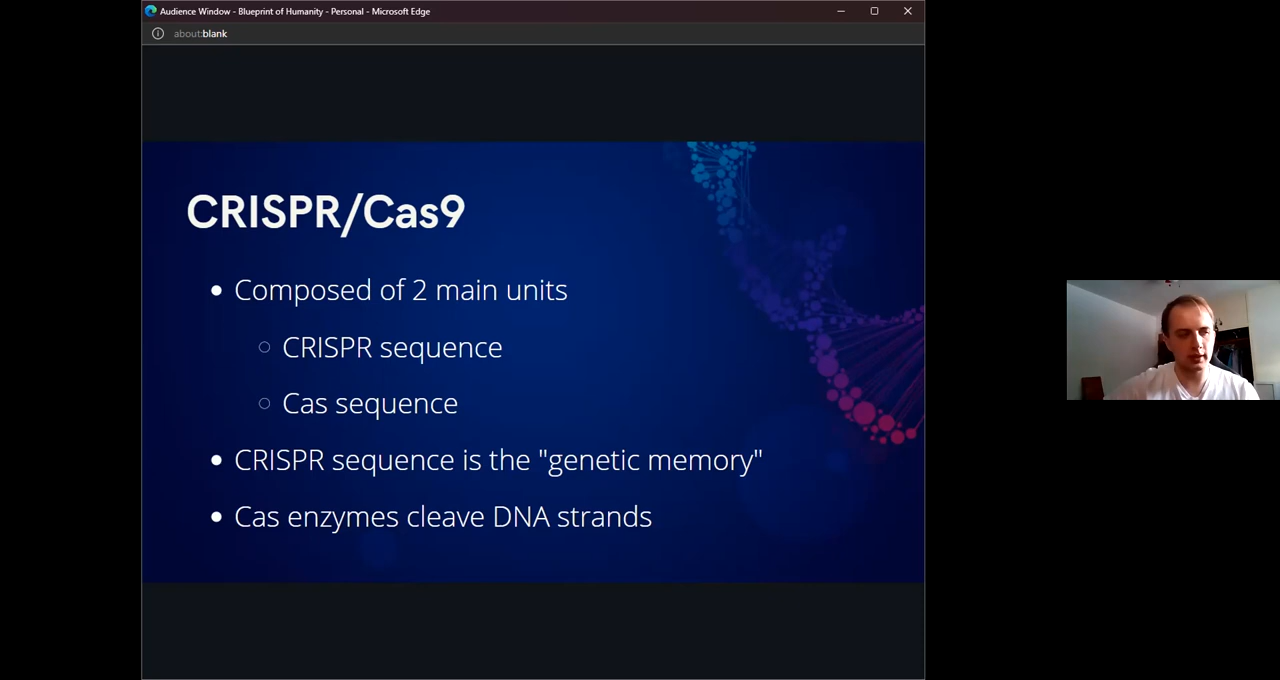 Audience Window - Blueprint of Humanity - Personal - Microsoft Edge
about:blank
CRISPR/Cas9
Composed of 2 main units
CRISPR sequence
Cas sequence
CRISPR sequence is the "genetic memory"
Cas enzymes cleave DNA strands